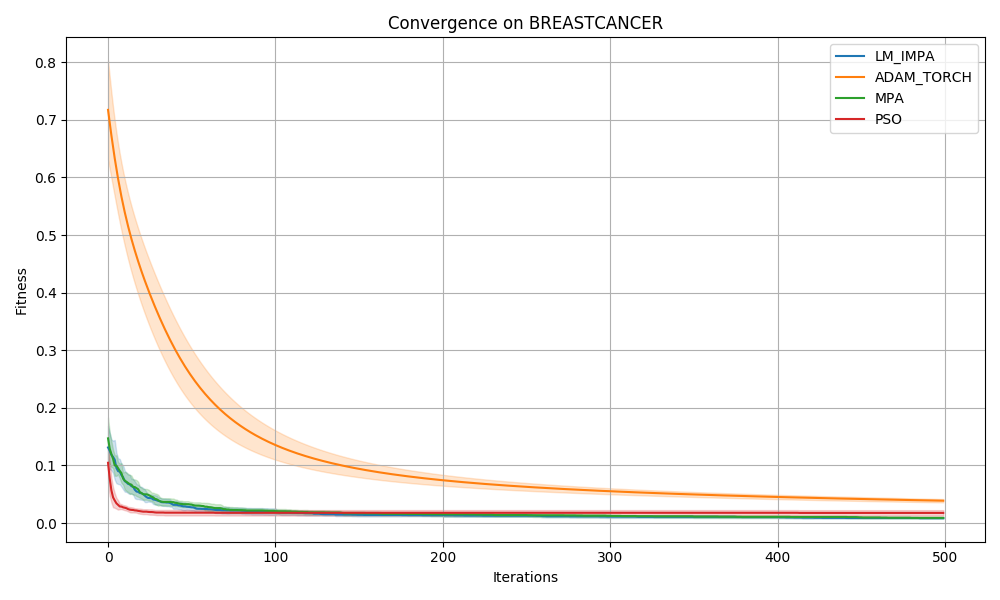 Convergence on BREASTCANCER
LM_IMPA
ADAM_TORCH
MPA
PSO
Fitness
0.8
0.7
0.6
0.5
0.4
0.3
0.2
0.1
0.0
0 100 200 300 400 500
Iterations